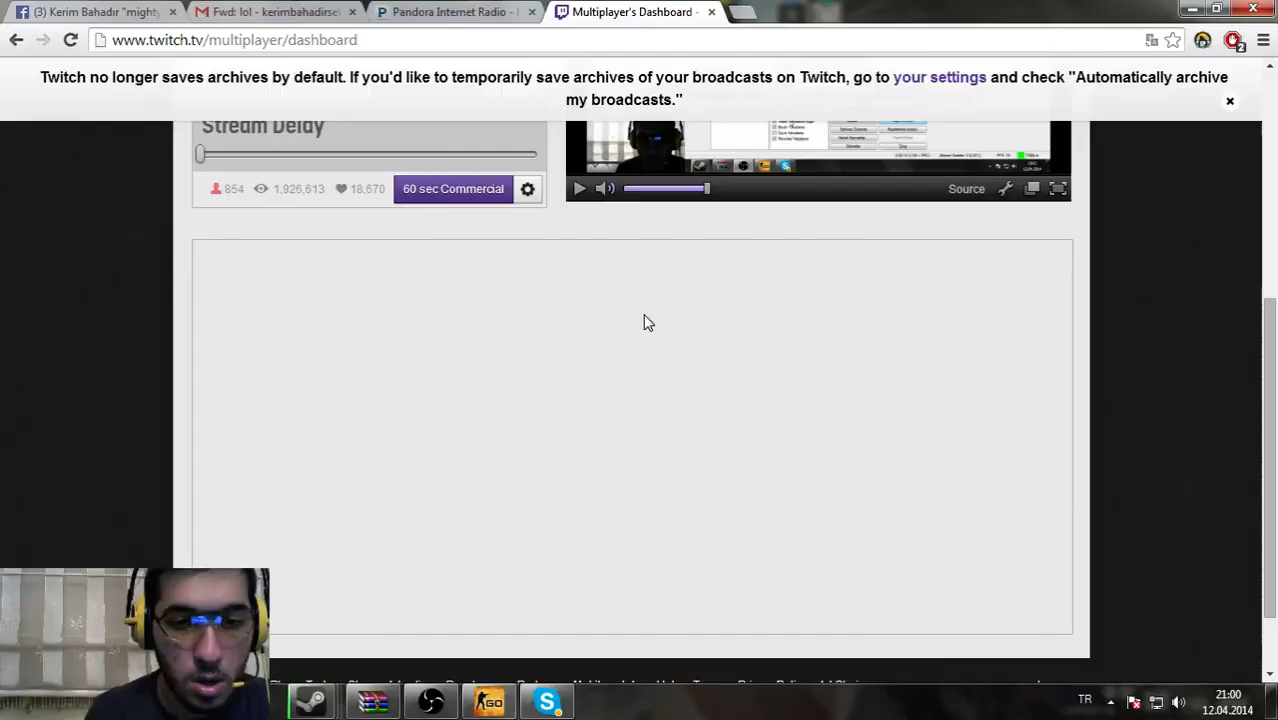 (3) Kerim Bahadır "might
Fwd: lol - kerimbahadirse
Pandora Internet Radio -
Multiplayer's Dashboard -
www.twitch.tv/multiplayer/dashboard
2
Twitch no longer saves archives by default. If you'd like to temporarily save archives of your broadcasts on Twitch, go to your settings and check "Automatically archive
my broadcasts."
Stream Delay
854 1,926,613 18,670 60 sec Commercial
Source
GO
TR
21:00
12.04.2014